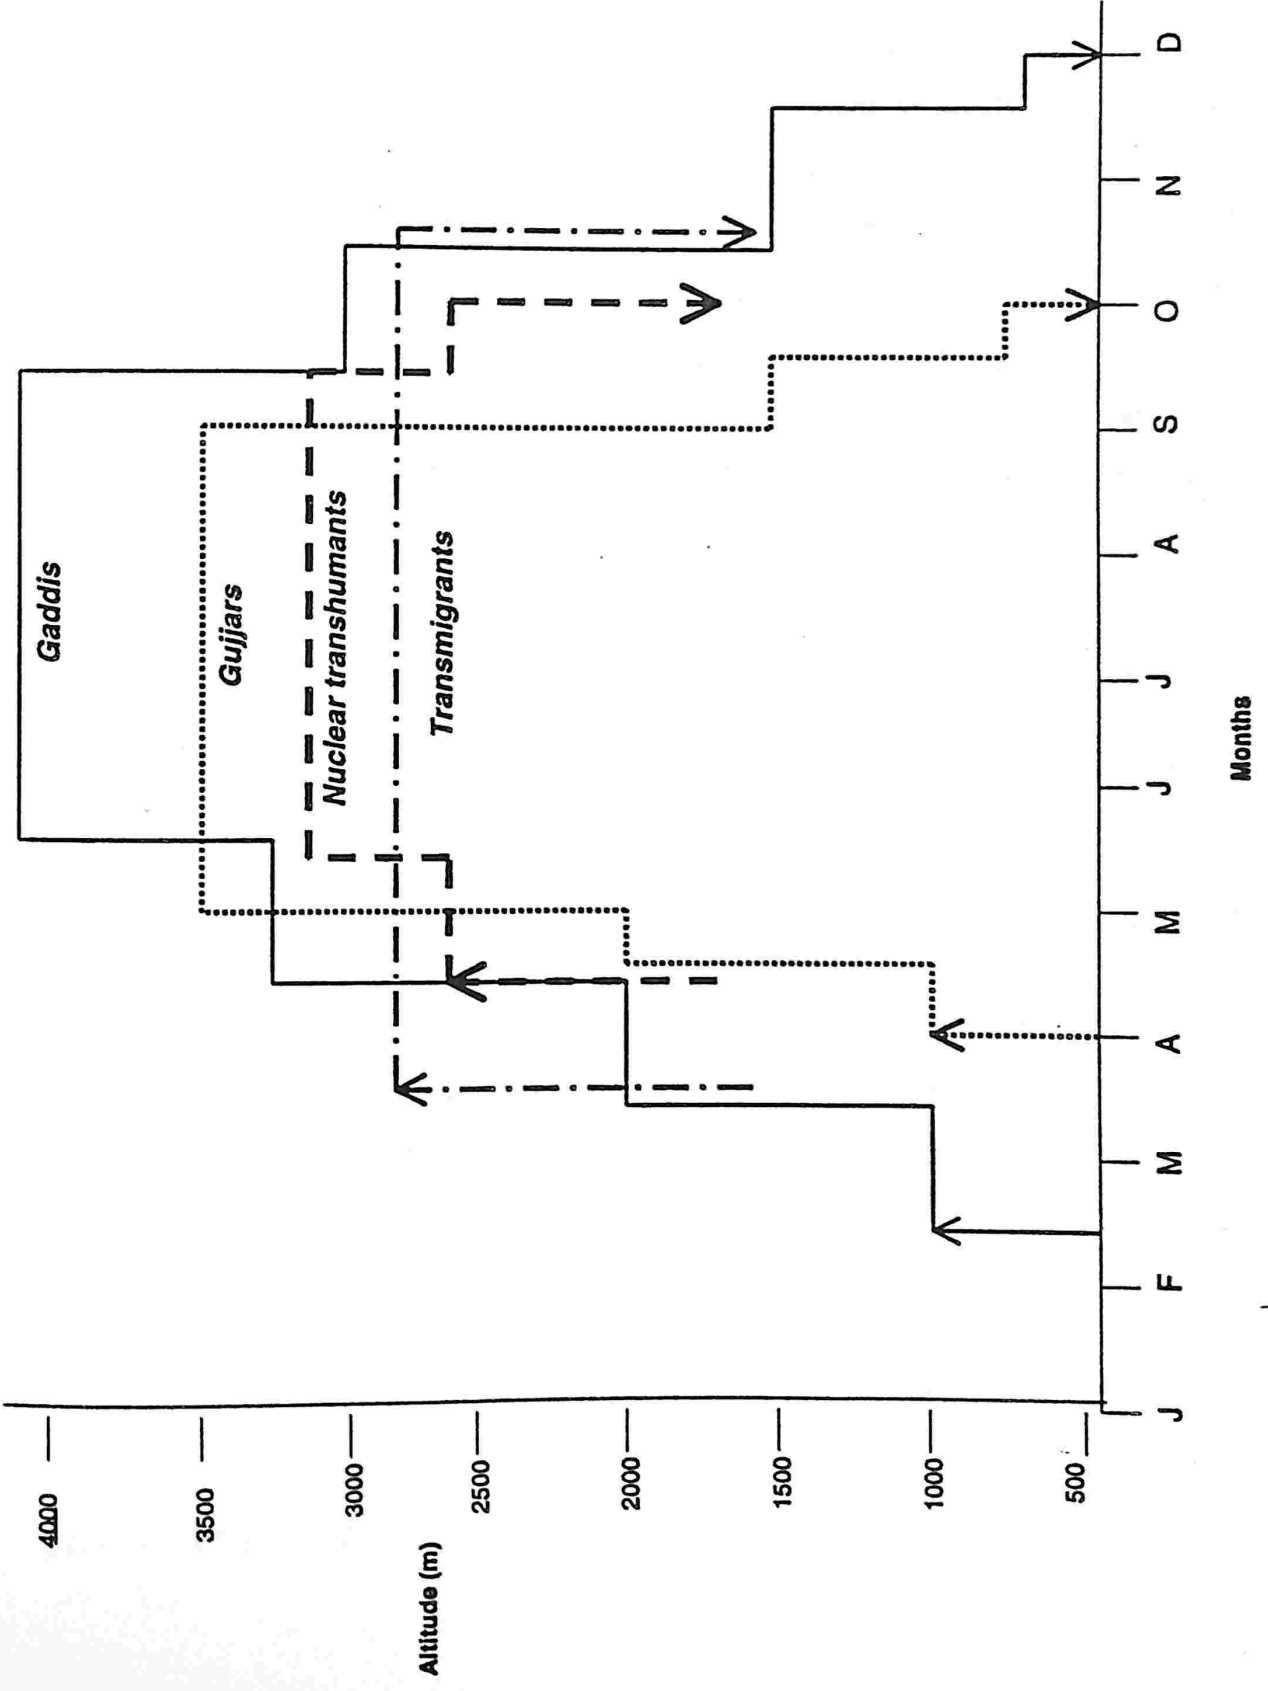 Altitude (m)
4000
3500
3000
2500
2000
1500
1000
500
Gaddis
Gujjars
Nuclear transhumants
Transmigrants
J F M A M J J A S O N D
Months